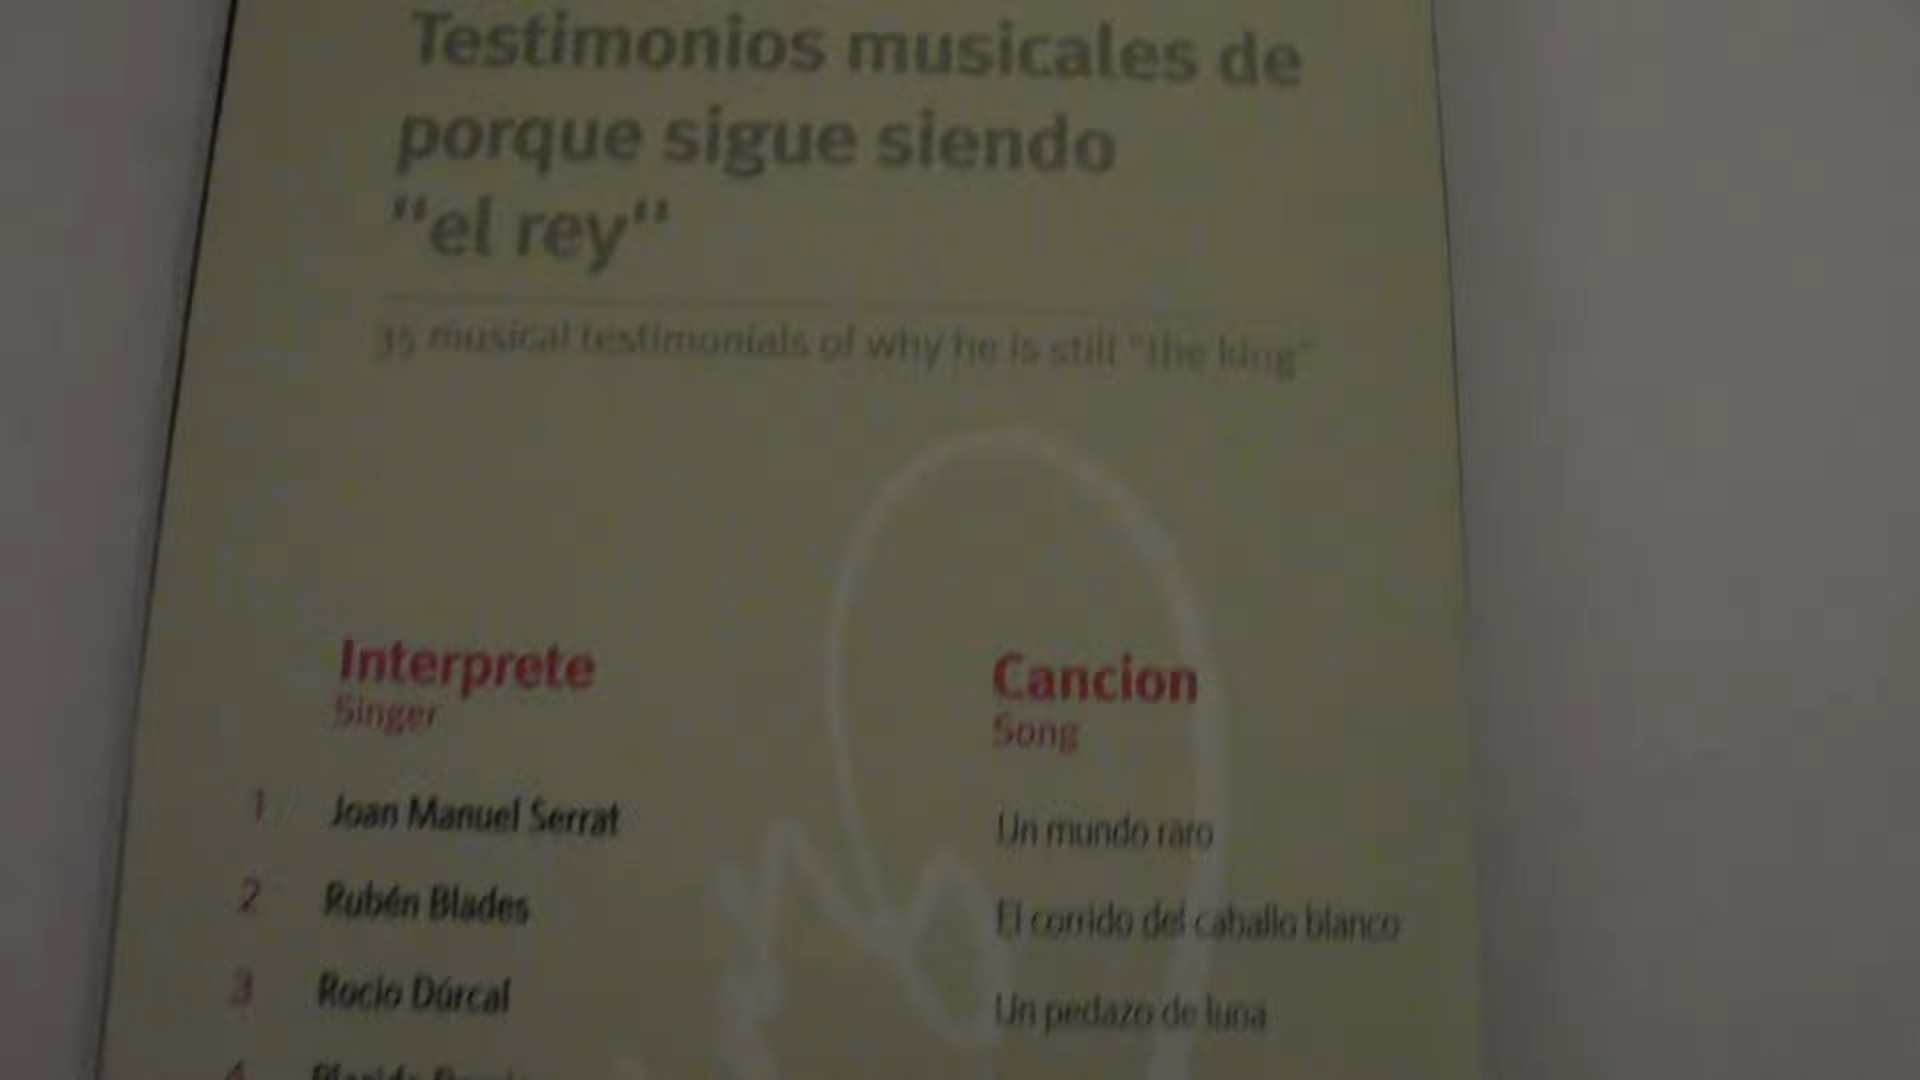 Testimonios musicales de
porque sigue siendo
"el rey"
35 musical testimonials of why he is still "the king"
Interprete
Singer
Cancion
Song
1 Joan Manuel Serrat
Un mundo raro
2 Rubén Blades
El corrido del caballo blanco
3 Rocio Dúrcal
Un pedazo de luna
4